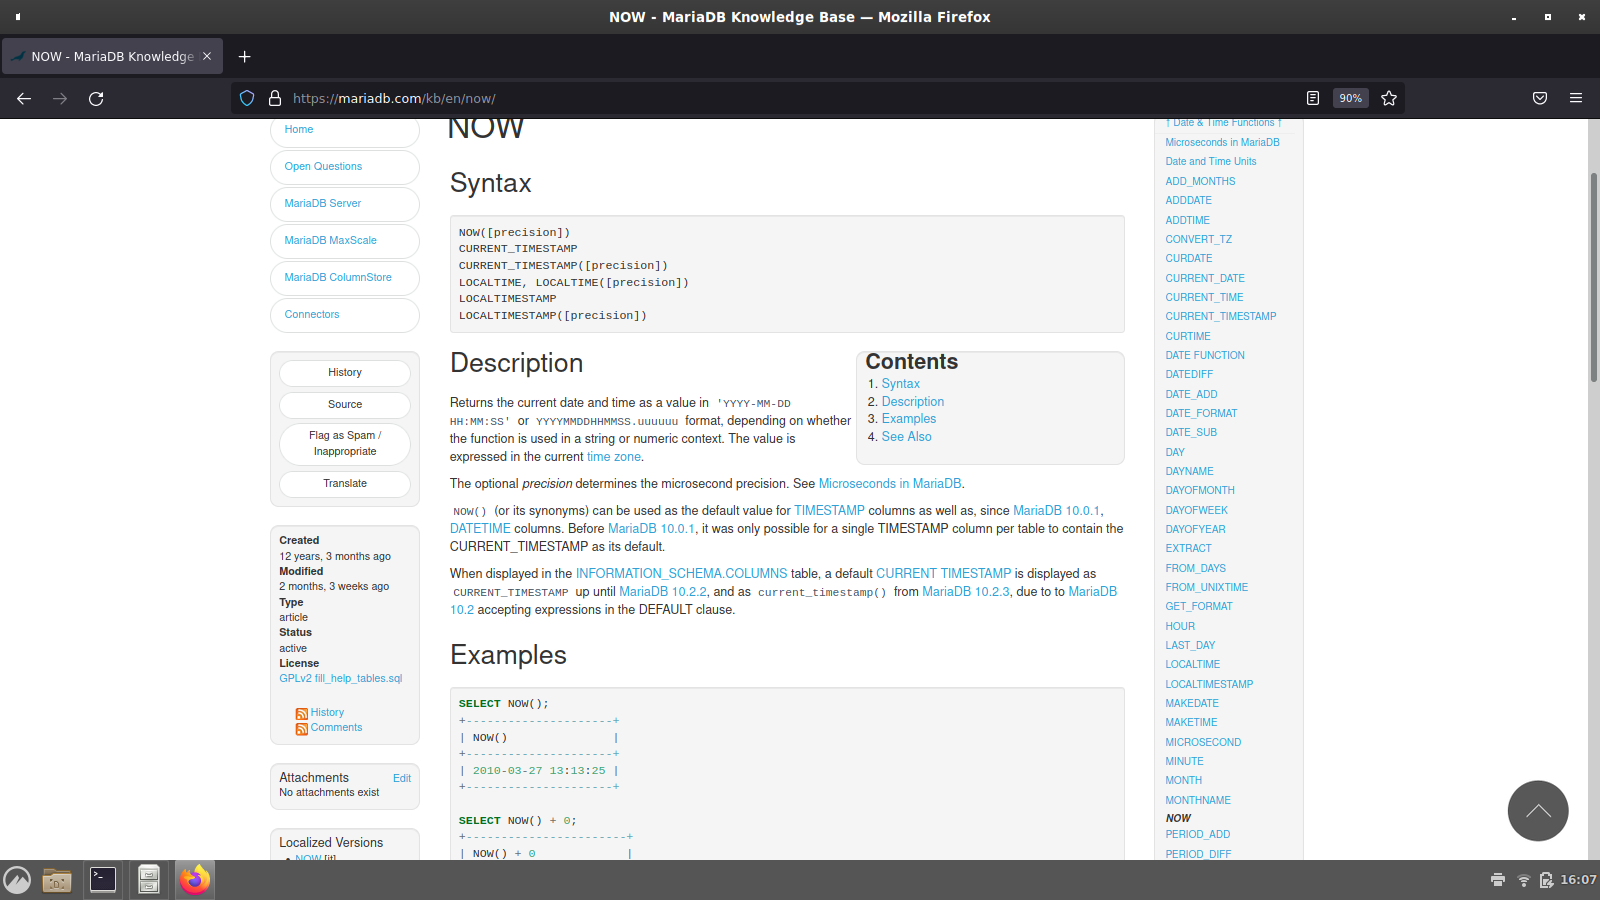 NOW - MariaDB Knowledge Base — Mozilla Firefox
NOW - MariaDB Knowledge
https://mariadb.com/kb/en/now/
90%
Home
Open Questions
MariaDB Server
MariaDB MaxScale
MariaDB ColumnStore
Connectors
History
Source
Flag as Spam /
Inappropriate
Translate
Created
12 years, 3 months ago
Modified
2 months, 3 weeks ago
Type
article
Status
active
License
GPLv2 fill_help_tables.sql
History
Comments
Attachments
Edit
No attachments exist
Localized Versions
• NOW [it]
NOW
Syntax
NOW([precision])
CURRENT_TIMESTAMP
CURRENT_TIMESTAMP([precision])
LOCALTIME, LOCALTIME([precision])
LOCALTIMESTAMP
LOCALTIMESTAMP([precision])
Description
Returns the current date and time as a value in 'YYYY-MM-DD
HH:MM:SS' or YYYYMMDDHHMMSS.uuuuuu format, depending on whether
the function is used in a string or numeric context. The value is
expressed in the current time zone.
Contents
1. Syntax
2. Description
3. Examples
4. See Also
The optional precision determines the microsecond precision. See Microseconds in MariaDB.
NOW() (or its synonyms) can be used as the default value for TIMESTAMP columns as well as, since MariaDB 10.0.1,
DATETIME columns. Before MariaDB 10.0.1, it was only possible for a single TIMESTAMP column per table to contain the
CURRENT_TIMESTAMP as its default.
When displayed in the INFORMATION_SCHEMA.COLUMNS table, a default CURRENT TIMESTAMP is displayed as
CURRENT_TIMESTAMP up until MariaDB 10.2.2, and as current_timestamp() from MariaDB 10.2.3, due to to MariaDB
10.2 accepting expressions in the DEFAULT clause.
Examples
SELECT NOW();
+---------------------+
| NOW()               |
+---------------------+
| 2010-03-27 13:13:25 |
+---------------------+
SELECT NOW() + 0;
+-----------------------+
| NOW() + 0             |
↑ Date & Time Functions ↑
Microseconds in MariaDB
Date and Time Units
ADD_MONTHS
ADDDATE
ADDTIME
CONVERT_TZ
CURDATE
CURRENT_DATE
CURRENT_TIME
CURRENT_TIMESTAMP
CURTIME
DATE FUNCTION
DATEDIFF
DATE_ADD
DATE_FORMAT
DATE_SUB
DAY
DAYNAME
DAYOFMONTH
DAYOFWEEK
DAYOFYEAR
EXTRACT
FROM_DAYS
FROM_UNIXTIME
GET_FORMAT
HOUR
LAST_DAY
LOCALTIME
LOCALTIMESTAMP
MAKEDATE
MAKETIME
MICROSECOND
MINUTE
MONTH
MONTHNAME
NOW
PERIOD_ADD
PERIOD_DIFF
16:07